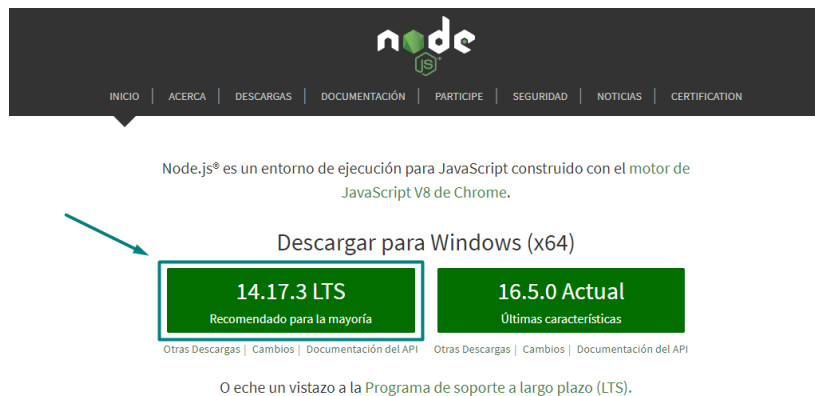 node
JS
INICIO | ACERCA | DESCARGAS | DOCUMENTACIÓN | PARTICIPE | SEGURIDAD | NOTICIAS | CERTIFICATION
Node.js® es un entorno de ejecución para JavaScript construido con el motor de
JavaScript V8 de Chrome.
Descargar para Windows (x64)
14.17.3 LTS
Recomendado para la mayoría
16.5.0 Actual
Últimas características
Otras Descargas | Cambios | Documentación del API
Otras Descargas | Cambios | Documentación del API
O eche un vistazo a la Programa de soporte a largo plazo (LTS).